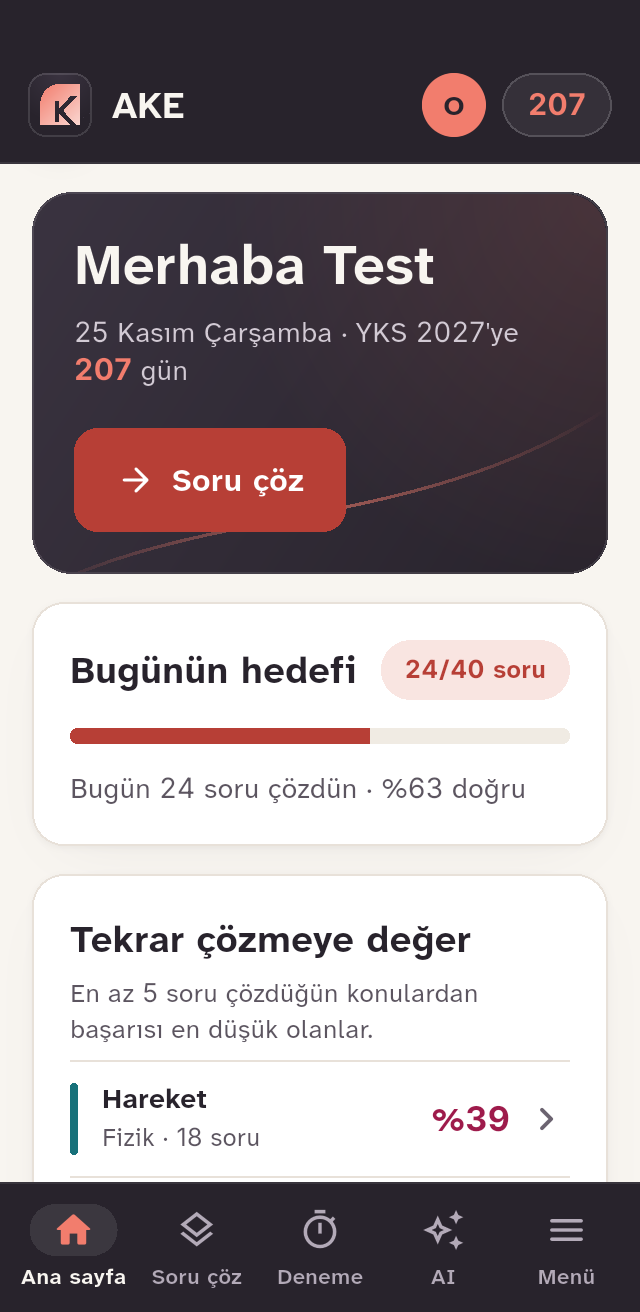 K
AKE
O
207
Merhaba Test
25 Kasım Çarşamba · YKS 2027'ye
207 gün
→ Soru çöz
Bugünün hedefi
24/40 soru
Bugün 24 soru çözdün · %63 doğru
Tekrar çözmeye değer
En az 5 soru çözdüğün konulardan
başarısı en düşük olanlar.
Hareket
Fizik · 18 soru
%39
Ana sayfa
Soru çöz
Deneme
AI
Menü